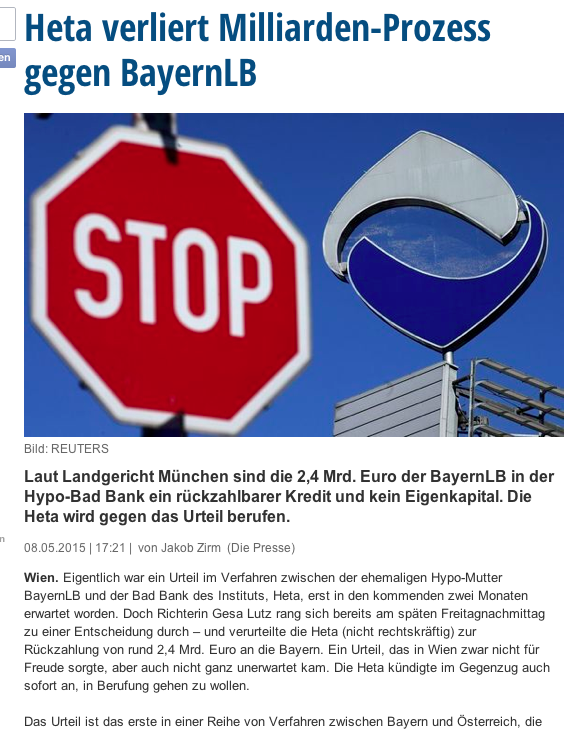 Heta verliert Milliarden-Prozess
gegen BayernLB
en
STOP
Bild: REUTERS
Laut Landgericht München sind die 2,4 Mrd. Euro der BayernLB in der
Hypo-Bad Bank ein rückzahlbarer Kredit und kein Eigenkapital. Die
Heta wird gegen das Urteil berufen.
n
08.05.2015 | 17:21 | von Jakob Zirm (Die Presse)
Wien. Eigentlich war ein Urteil im Verfahren zwischen der ehemaligen Hypo-Mutter
BayernLB und der Bad Bank des Instituts, Heta, erst in den kommenden zwei Monaten
erwartet worden. Doch Richterin Gesa Lutz rang sich bereits am späten Freitagnachmittag
zu einer Entscheidung durch – und verurteilte die Heta (nicht rechtskräftig) zur
Rückzahlung von rund 2,4 Mrd. Euro an die Bayern. Ein Urteil, das in Wien zwar nicht für
Freude sorgte, aber auch nicht ganz unerwartet kam. Die Heta kündigte im Gegenzug auch
sofort an, in Berufung gehen zu wollen.
Das Urteil ist das erste in einer Reihe von Verfahren zwischen Bayern und Österreich, die